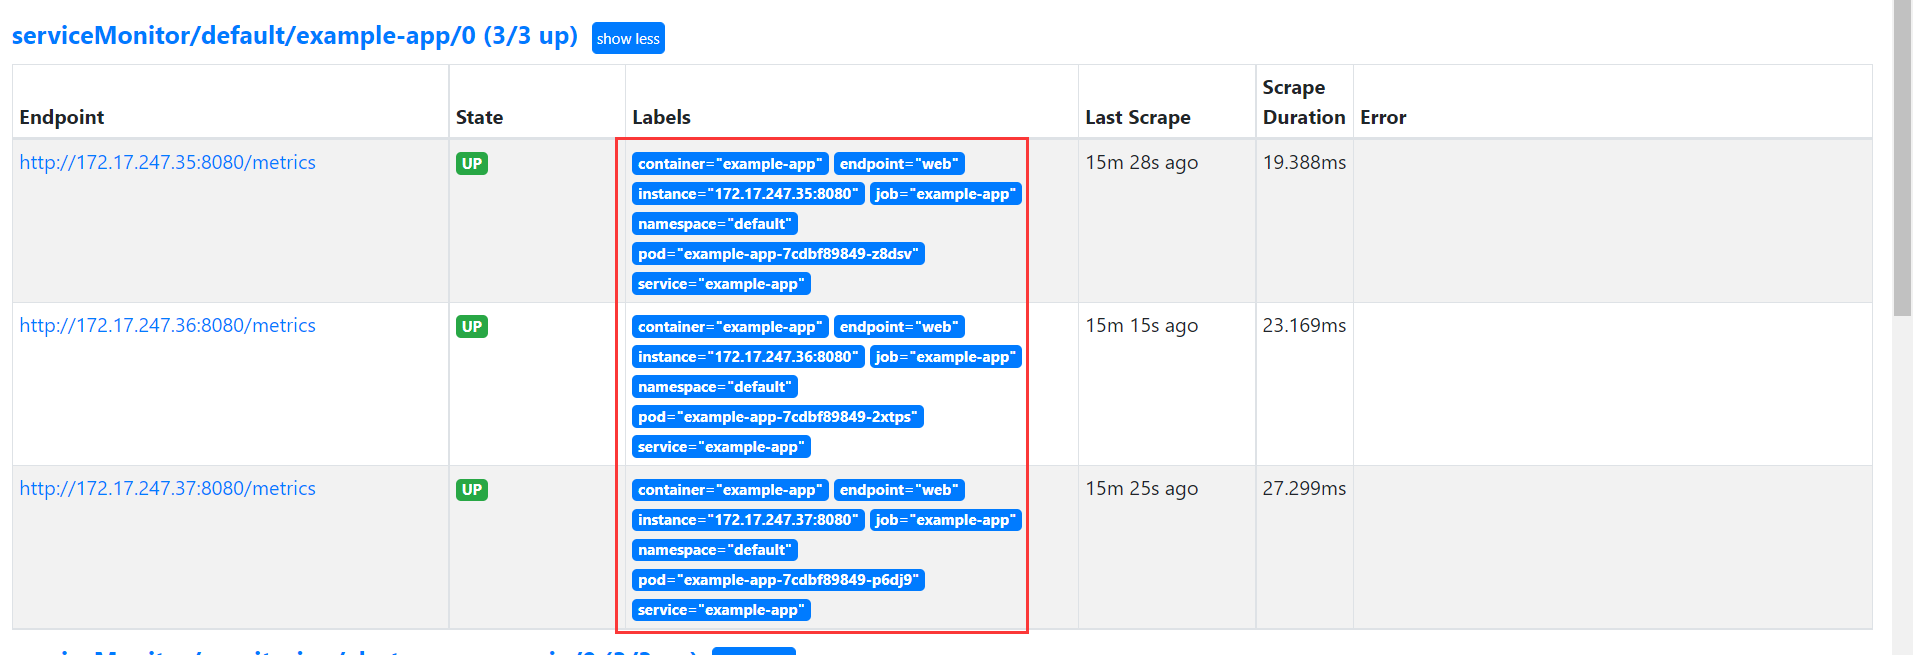 serviceMonitor/default/example-app/0 (3/3 up) show less
Endpoint State Labels Last Scrape Scrape Duration Error
http://172.17.247.35:8080/metrics UP container="example-app" endpoint="web" 15m 28s ago 19.388ms
instance="172.17.247.35:8080" job="example-app"
namespace="default"
pod="example-app-7cdbf89849-z8dsv"
service="example-app"
http://172.17.247.36:8080/metrics UP container="example-app" endpoint="web" 15m 15s ago 23.169ms
instance="172.17.247.36:8080" job="example-app"
namespace="default"
pod="example-app-7cdbf89849-2xtps"
service="example-app"
http://172.17.247.37:8080/metrics UP container="example-app" endpoint="web" 15m 25s ago 27.299ms
instance="172.17.247.37:8080" job="example-app"
namespace="default"
pod="example-app-7cdbf89849-p6dj9"
service="example-app"